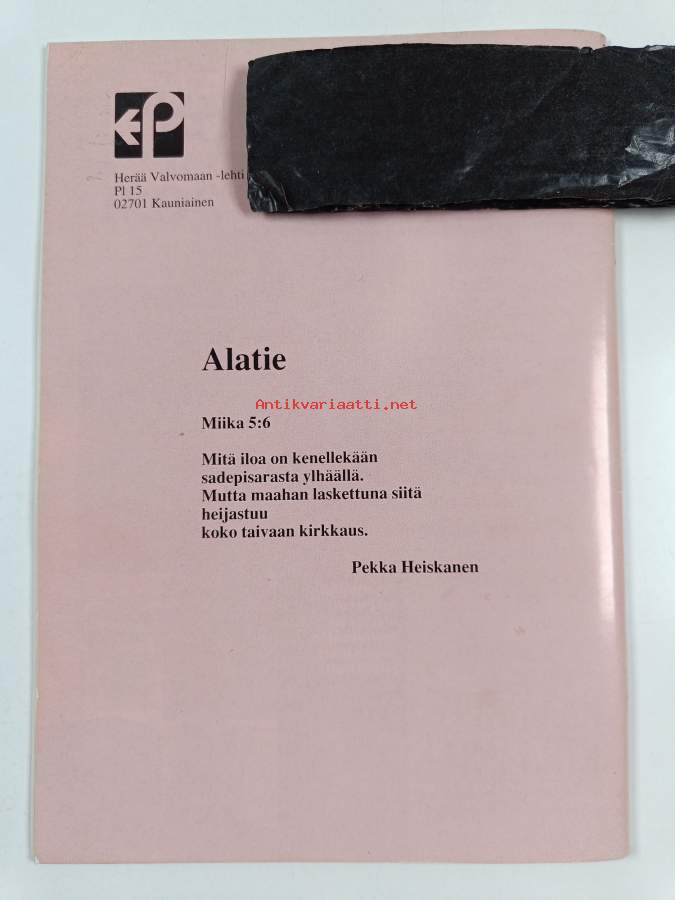 EP
Herää Valvomaan -lehti
Pl 15
02701 Kauniainen
Alatie
Antikvariaatti.net
Miika 5:6
Mitä iloa on kenellekään
sadepisarasta ylhäällä.
Mutta maahan laskettuna siitä
heijastuu
koko taivaan kirkkaus.
Pekka Heiskanen